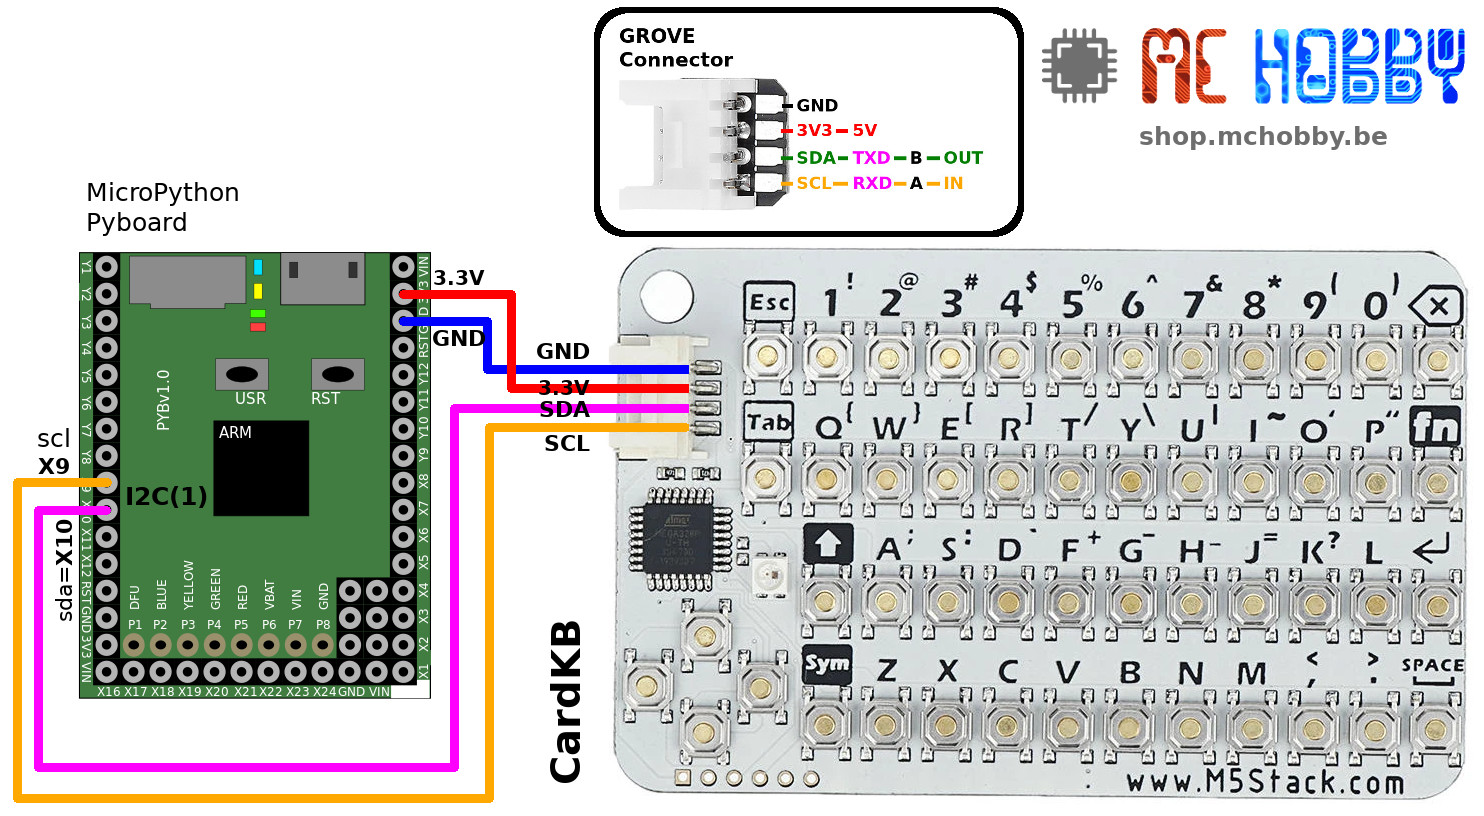 GROVE
Connector
GND
3V3 5V
SDA TXD B OUT
SCL RXD A IN
MC HOBBY
shop.mchobby.be
MicroPython
Pyboard
3.3V
GND
GND
3.3V
SDA
SCL
scl
X9
sda=X10
I2C(1)
PYBv1.0
USR
RST
ARM
Y1
Y2
Y3
Y4
Y5
Y6
Y7
Y8
X11
X12
RST
GND
3V3
VIN
VIN
RST
Y12
Y11
Y10
Y9
X8
X7
X6
X5
X4
X3
X2
X1
DFU BLUE YELLOW GREEN RED VBAT VIN GND
P1 P2 P3 P4 P5 P6 P7 P8
X16 X17 X18 X19 X20 X21 X22 X23 X24 GND VIN
CardKB
Esc 1 ! 2 @ 3 # 4 $ 5 % 6 ^ 7 & 8 * 9 ( 0 )
Tab Q { W } E [ R ] T / Y \ U | I ~ O ' P " fn
A ; S : D ` F + G - H _ J = K ? L
Sym Z X C V B N M , < . > SPACE
www.M5Stack.com